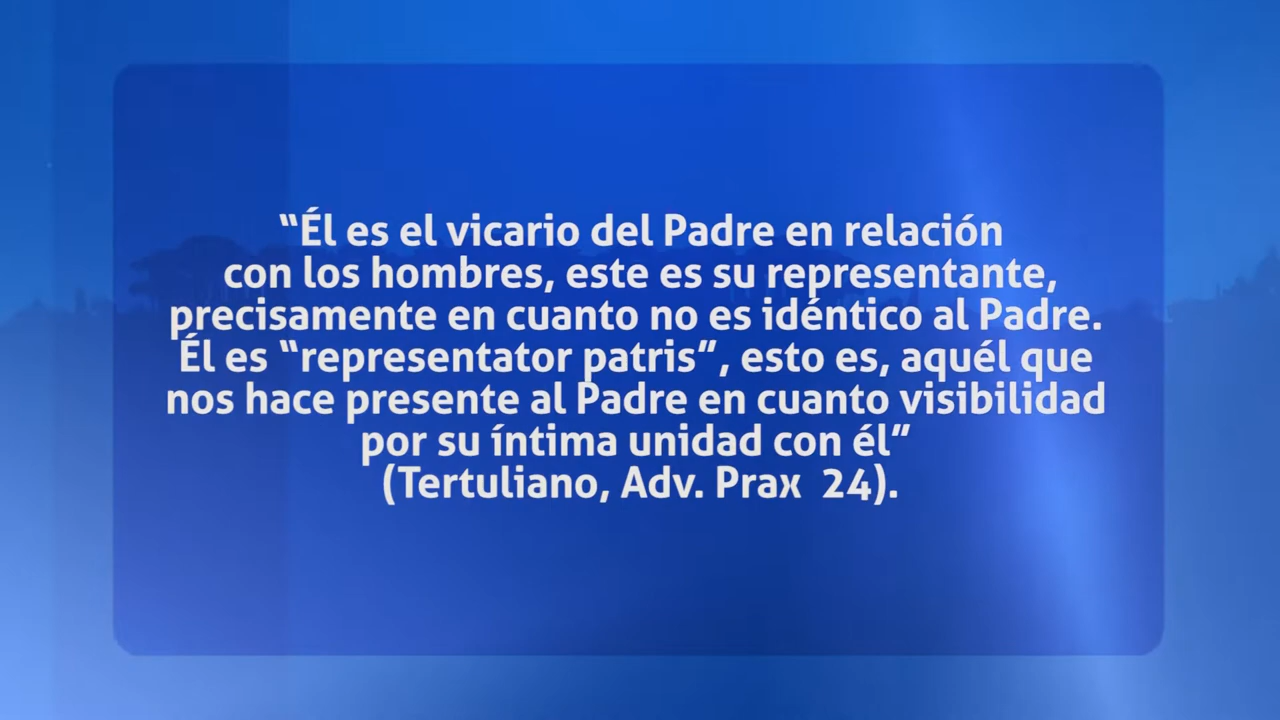 “Él es el vicario del Padre en relación
con los hombres, este es su representante,
precisamente en cuanto no es idéntico al Padre.
Él es “representator patris”, esto es, aquél que
nos hace presente al Padre en cuanto visibilidad
por su íntima unidad con él”
(Tertuliano, Adv. Prax  24).